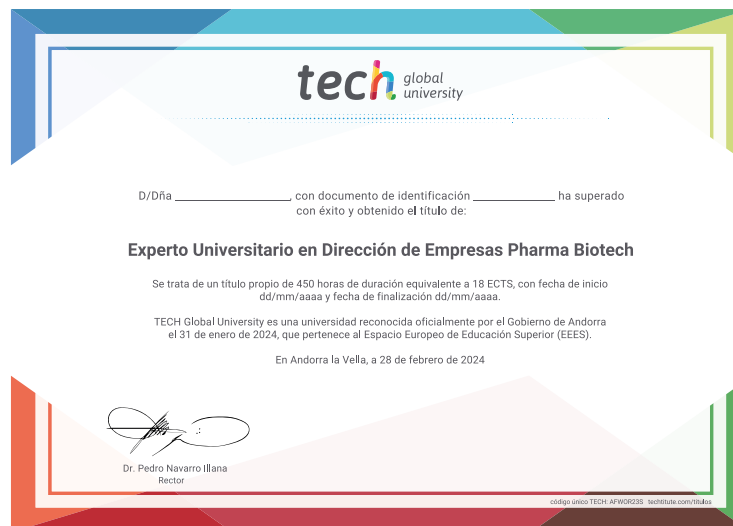 tech global university
D/Dña ____________, con documento de identificación ____________ ha superado
con éxito y obtenido el título de:
Experto Universitario en Dirección de Empresas Pharma Biotech
Se trata de un título propio de 450 horas de duración equivalente a 18 ECTS, con fecha de inicio
dd/mm/aaaa y fecha de finalización dd/mm/aaaa.
TECH Global University es una universidad reconocida oficialmente por el Gobierno de Andorra
el 31 de enero de 2024, que pertenece al Espacio Europeo de Educación Superior (EEES).
En Andorra la Vella, a 28 de febrero de 2024
Dr. Pedro Navarro Illana
Rector
código único TECH: AFWOR23S techtitute.com/titulos